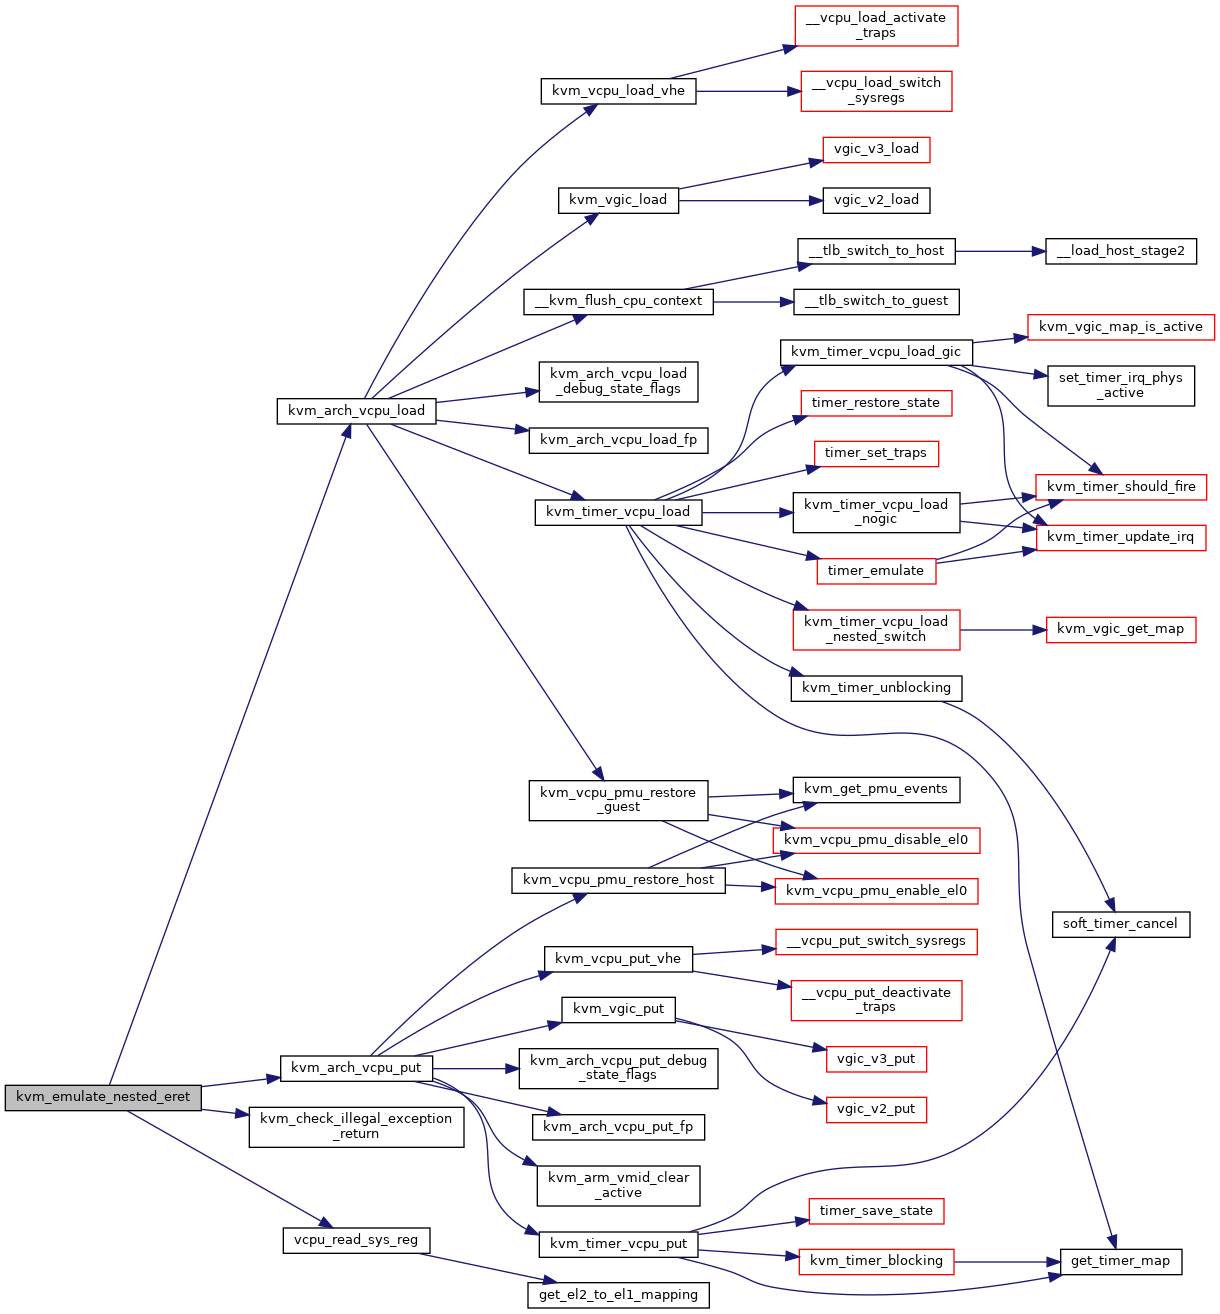 __vcpu_load_activate
_traps
kvm_vcpu_load_vhe
__vcpu_load_switch
_sysregs
vgic_v3_load
kvm_vgic_load
vgic_v2_load
__tlb_switch_to_host
__load_host_stage2
__kvm_flush_cpu_context
__tlb_switch_to_guest
kvm_vgic_map_is_active
kvm_timer_vcpu_load_gic
kvm_arch_vcpu_load
_debug_state_flags
set_timer_irq_phys
_active
timer_restore_state
kvm_arch_vcpu_load
kvm_arch_vcpu_load_fp
timer_set_traps
kvm_timer_should_fire
kvm_timer_vcpu_load
kvm_timer_vcpu_load
_nogic
kvm_timer_update_irq
timer_emulate
kvm_timer_vcpu_load
_nested_switch
kvm_vgic_get_map
kvm_timer_unblocking
kvm_vcpu_pmu_restore
_guest
kvm_get_pmu_events
kvm_vcpu_pmu_disable_el0
kvm_vcpu_pmu_restore_host
kvm_vcpu_pmu_enable_el0
soft_timer_cancel
__vcpu_put_switch_sysregs
kvm_vcpu_put_vhe
__vcpu_put_deactivate
_traps
kvm_vgic_put
vgic_v3_put
kvm_arch_vcpu_put
kvm_arch_vcpu_put_debug
_state_flags
kvm_emulate_nested_eret
vgic_v2_put
kvm_check_illegal_exception
_return
kvm_arch_vcpu_put_fp
kvm_arm_vmid_clear
_active
timer_save_state
vcpu_read_sys_reg
kvm_timer_vcpu_put
kvm_timer_blocking
get_timer_map
get_el2_to_el1_mapping